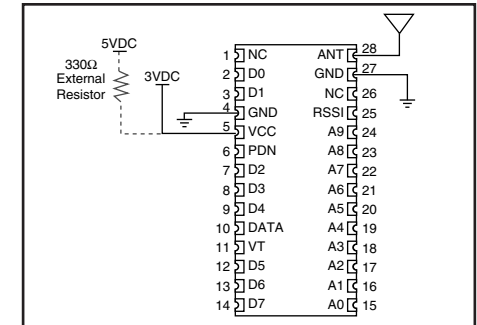 5VDC
330Ω
External
Resistor
3VDC
1 NC ANT 28
2 D0 GND 27
3 D1 NC 26
4 GND RSSI 25
5 VCC A9 24
6 PDN A8 23
7 D2 A7 22
8 D3 A6 21
9 D4 A5 20
10 DATA A4 19
11 VT A3 18
12 D5 A2 17
13 D6 A1 16
14 D7 A0 15